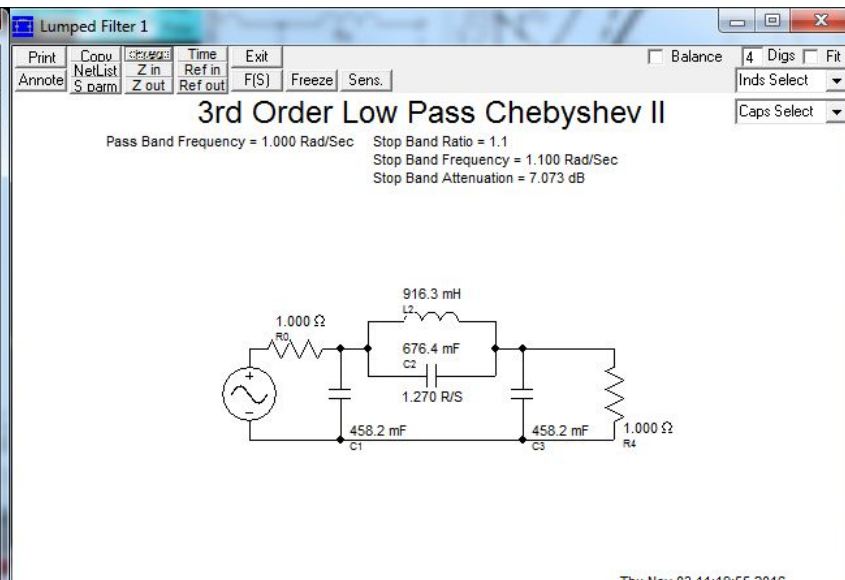 Lumped Filter 1
Print Copy Time Exit Balance 4 Digs Fit
NetList Z in Ref in
Annote S parm Z out Ref out F(S) Freeze Sens. Inds Select
Caps Select
3rd Order Low Pass Chebyshev II
Pass Band Frequency = 1.000 Rad/Sec Stop Band Ratio = 1.1
Stop Band Frequency = 1.100 Rad/Sec
Stop Band Attenuation = 7.073 dB
916.3 mH
L2
1.000 Ω
R0
676.4 mF
C2
1.270 R/S
458.2 mF
C1
458.2 mF
C3
1.000 Ω
R4